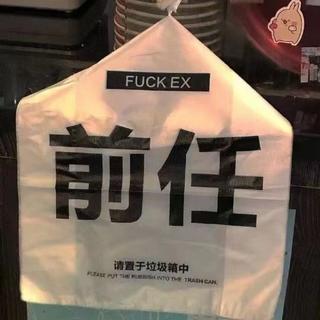 FUCK EX
前任
请置于垃圾箱中
PLEASE PUT THE RUBBISH INTO THE TRASH CAN.